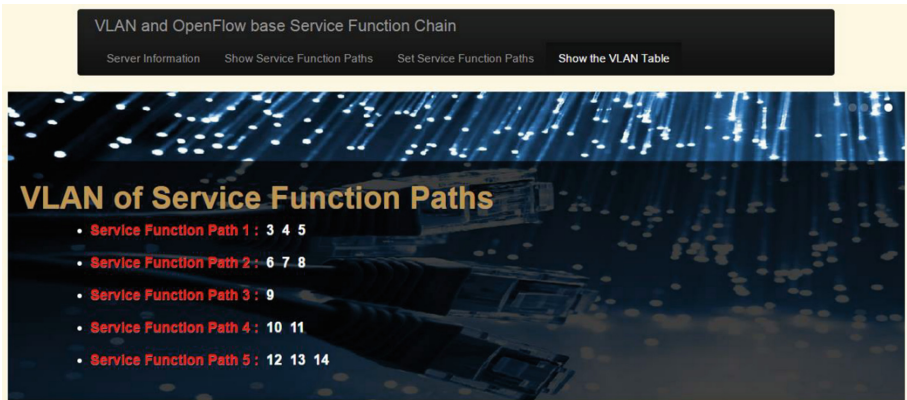 VLAN and OpenFlow base Service Function Chain
Server Information Show Service Function Paths Set Service Function Paths Show the VLAN Table
VLAN of Service Function Paths
• Service Function Path 1 : 3 4 5
• Service Function Path 2 : 6 7 8
• Service Function Path 3 : 9
• Service Function Path 4 : 10 11
• Service Function Path 5 : 12 13 14